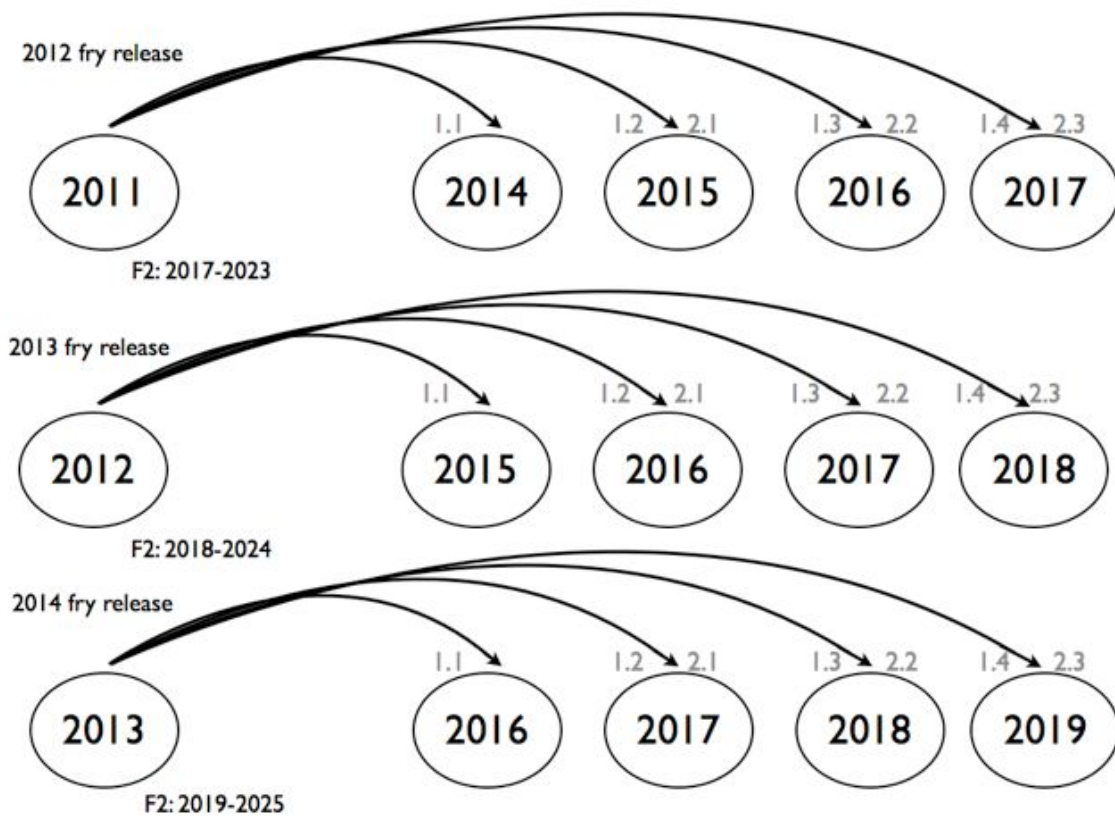 2012 fry release
1.1 1.2 2.1 1.3 2.2 1.4 2.3
2011 2014 2015 2016 2017
F2: 2017-2023
2013 fry release
1.1 1.2 2.1 1.3 2.2 1.4 2.3
2012 2015 2016 2017 2018
F2: 2018-2024
2014 fry release
1.1 1.2 2.1 1.3 2.2 1.4 2.3
2013 2016 2017 2018 2019
F2: 2019-2025